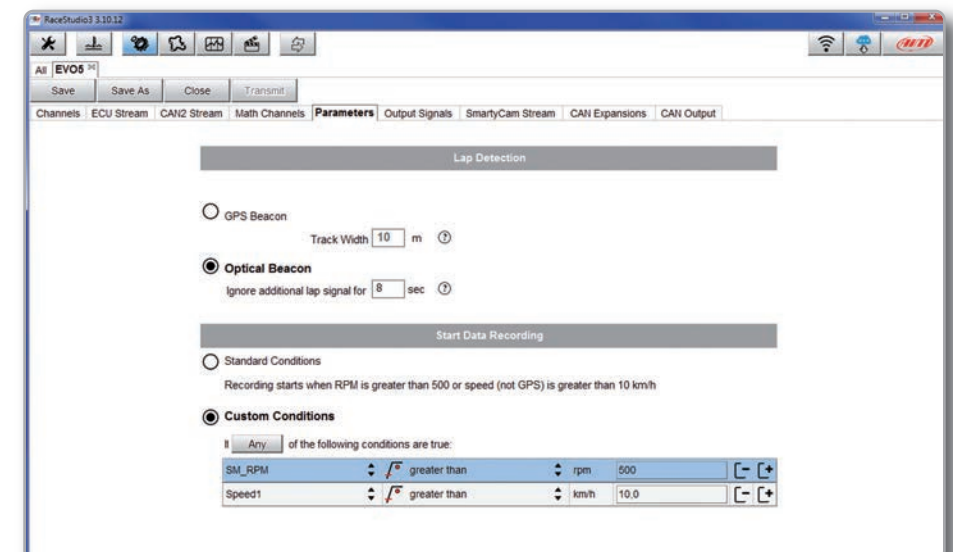 RaceStudio3 3.10.12
AiM
All EVO5
Save Save As Close Transmit
Channels ECU Stream CAN2 Stream Math Channels Parameters Output Signals SmartyCam Stream CAN Expansions CAN Output
Lap Detection
GPS Beacon
Track Width 10 m ?
Optical Beacon
Ignore additional lap signal for 8 sec ?
Start Data Recording
Standard Conditions
Recording starts when RPM is greater than 500 or speed (not GPS) is greater than 10 km/h
Custom Conditions
If Any of the following conditions are true:
SM_RPM greater than rpm 500
Speed1 greater than km/h 10,0